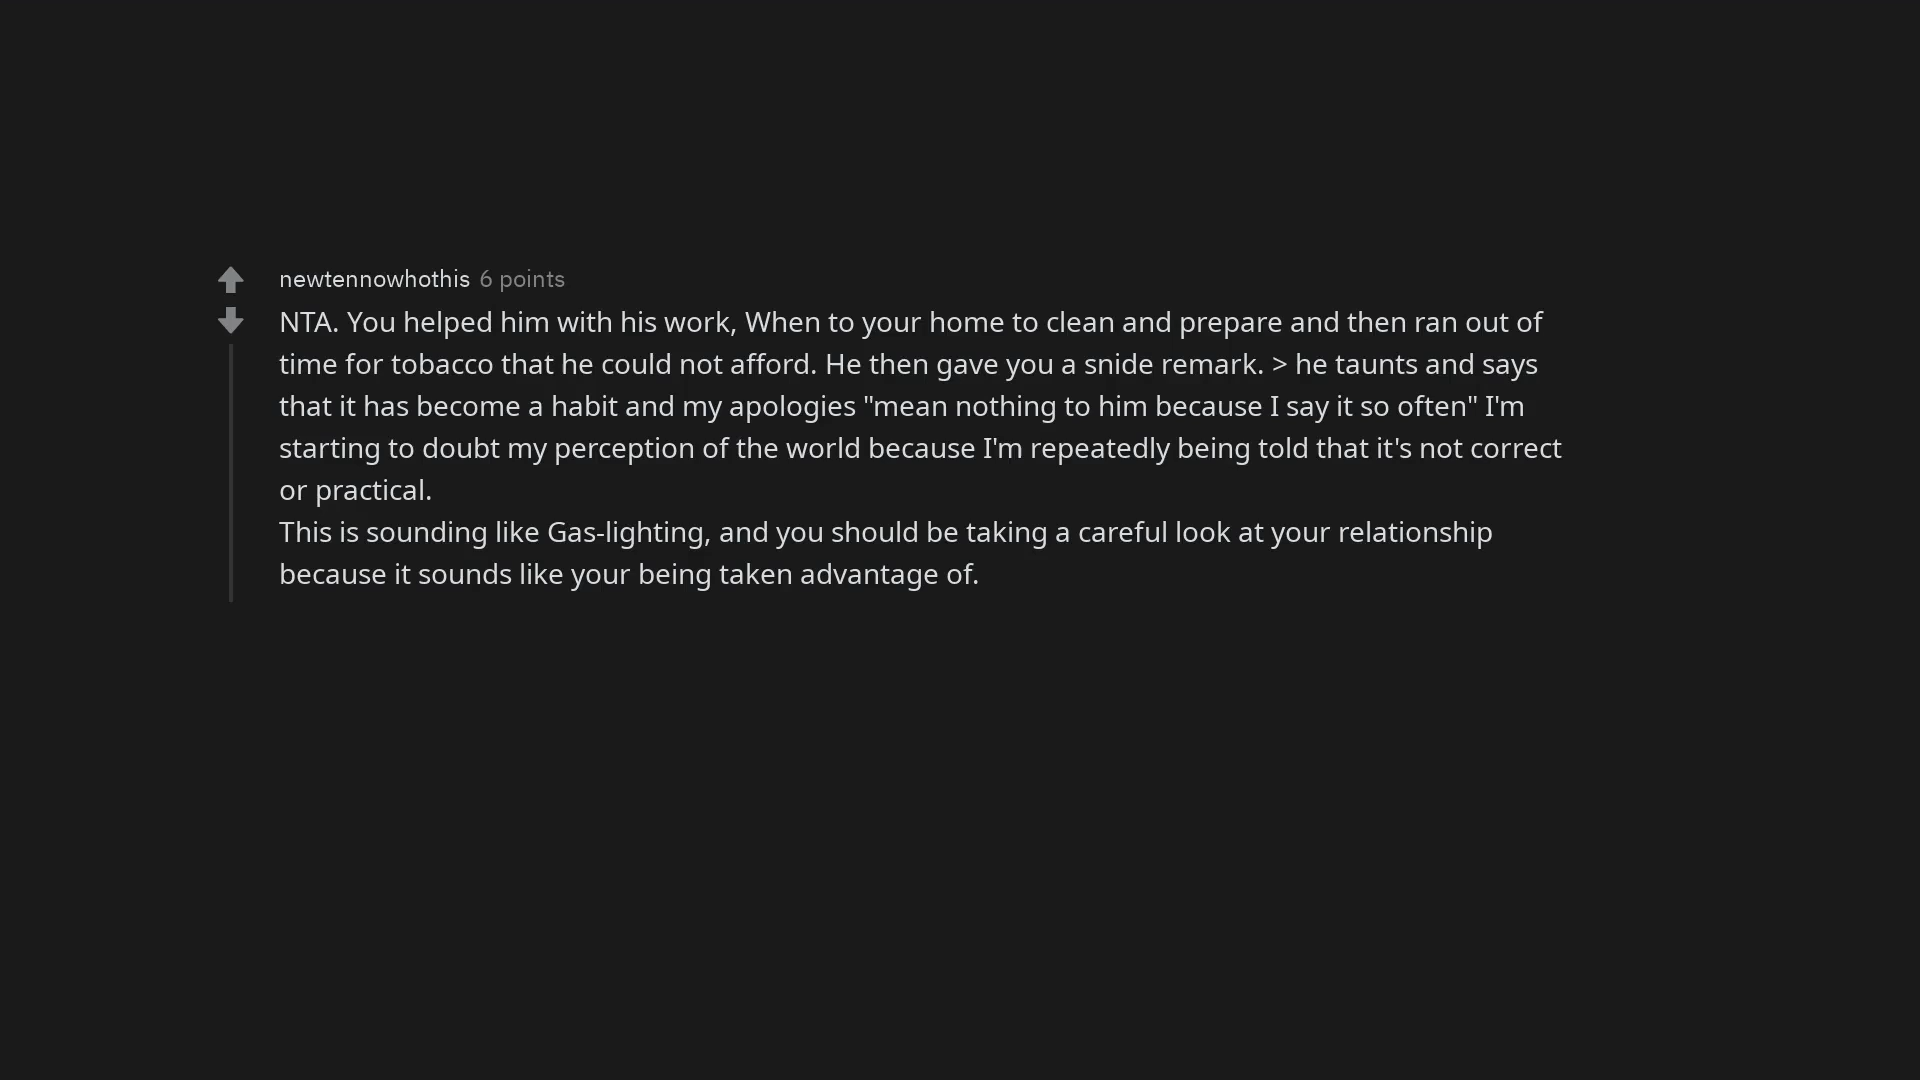 newtennowhothis 6 points
NTA. You helped him with his work, When to your home to clean and prepare and then ran out of
time for tobacco that he could not afford. He then gave you a snide remark. > he taunts and says
that it has become a habit and my apologies "mean nothing to him because I say it so often" I'm
starting to doubt my perception of the world because I'm repeatedly being told that it's not correct
or practical.
This is sounding like Gas-lighting, and you should be taking a careful look at your relationship
because it sounds like your being taken advantage of.